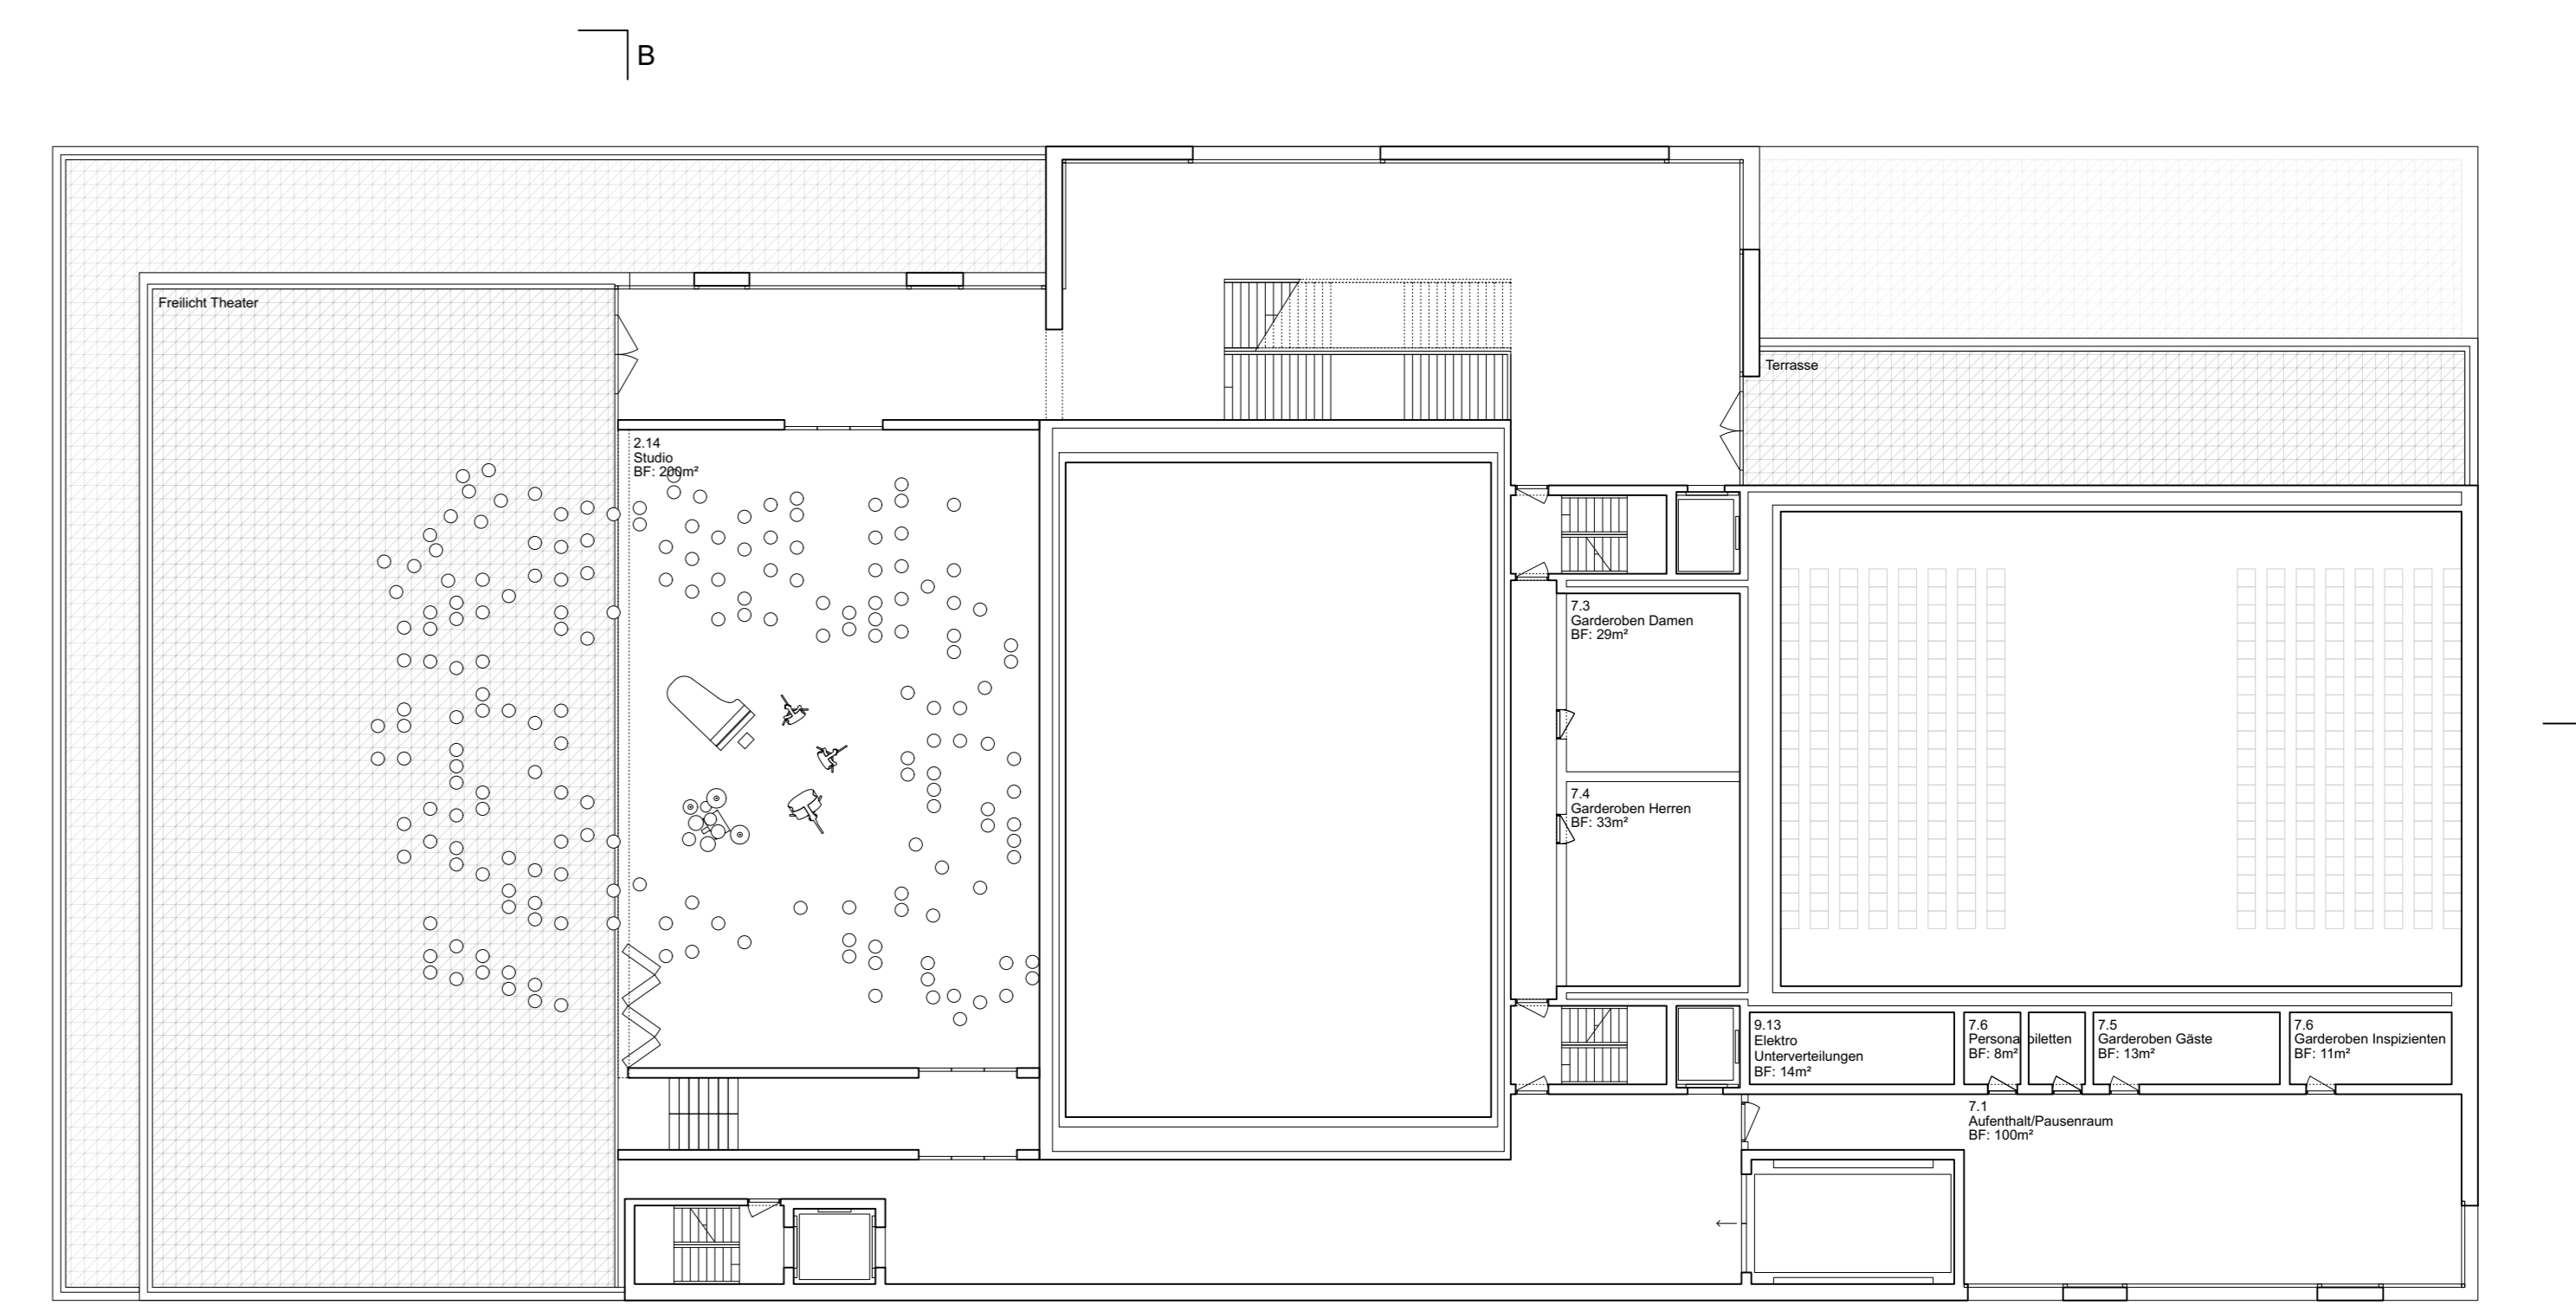 B
Freilicht Theater
Terrasse
2.14
Studio
BF: 200m²
7.3
Garderoben Damen
BF: 29m²
7.4
Garderoben Herren
BF: 33m²
9.13
Elektro
Unterverteilungen
BF: 14m²
7.6
Persona oiletten
BF: 8m²
7.5
Garderoben Gäste
BF: 13m²
7.6
Garderoben Inspizienten
BF: 11m²
7.1
Aufenthalt/Pausenraum
BF: 100m²